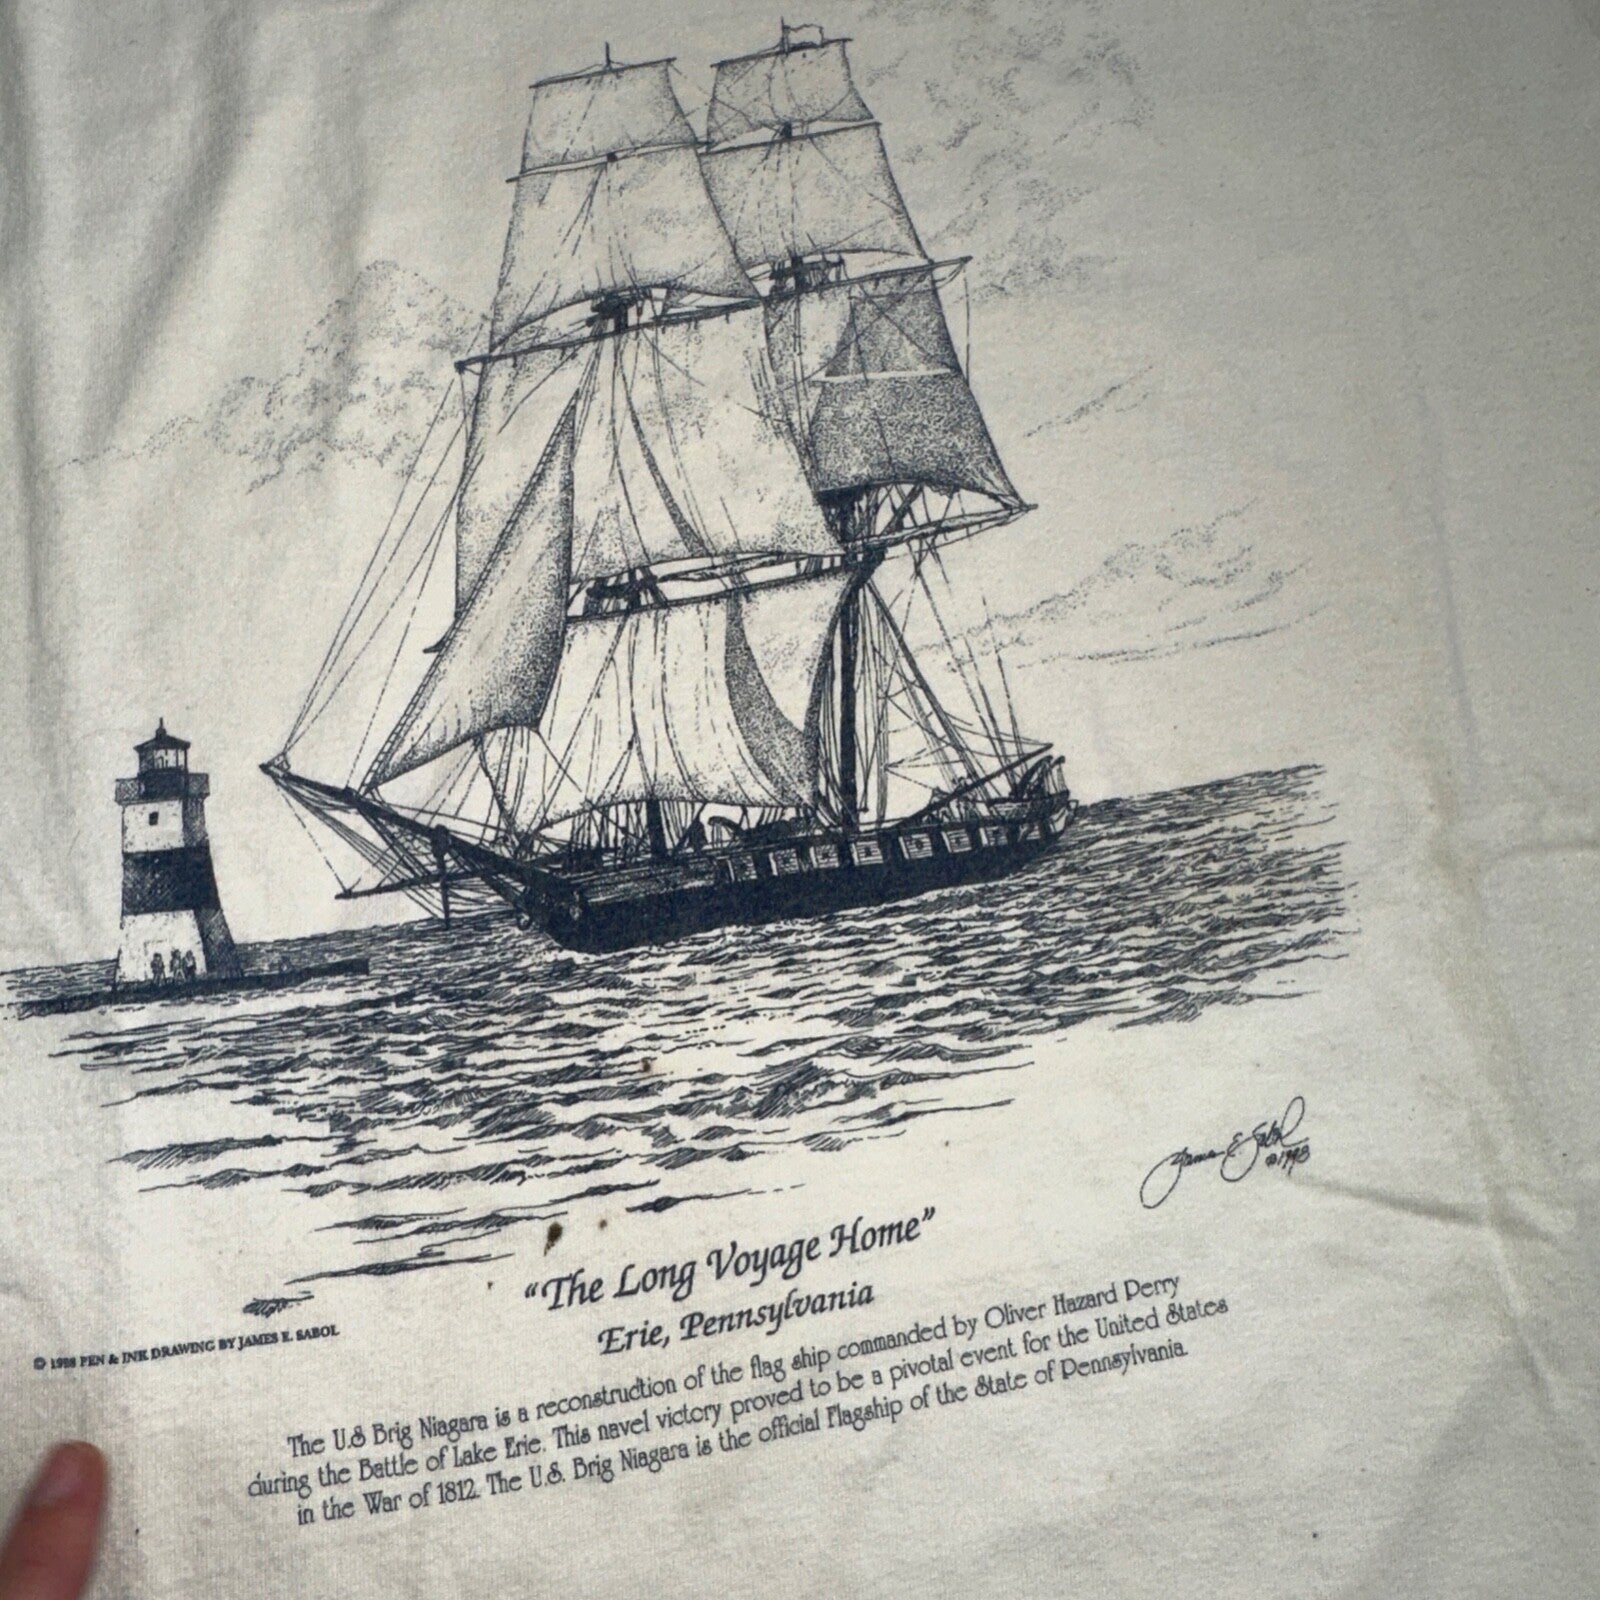 James E. Sabol
“The Long Voyage Home”
Erie, Pennsylvania
PEN & INK DRAWING BY JAMES E. SABOL
The U.S Brig Niagara is a reconstruction of the flag ship commanded by Oliver Hazard Perry
during the Battle of Lake Erie. This navel victory proved to be a pivotal event for the United States
in the War of 1812. The U.S. Brig Niagara is the official Flagship of the State of Pennsylvania.